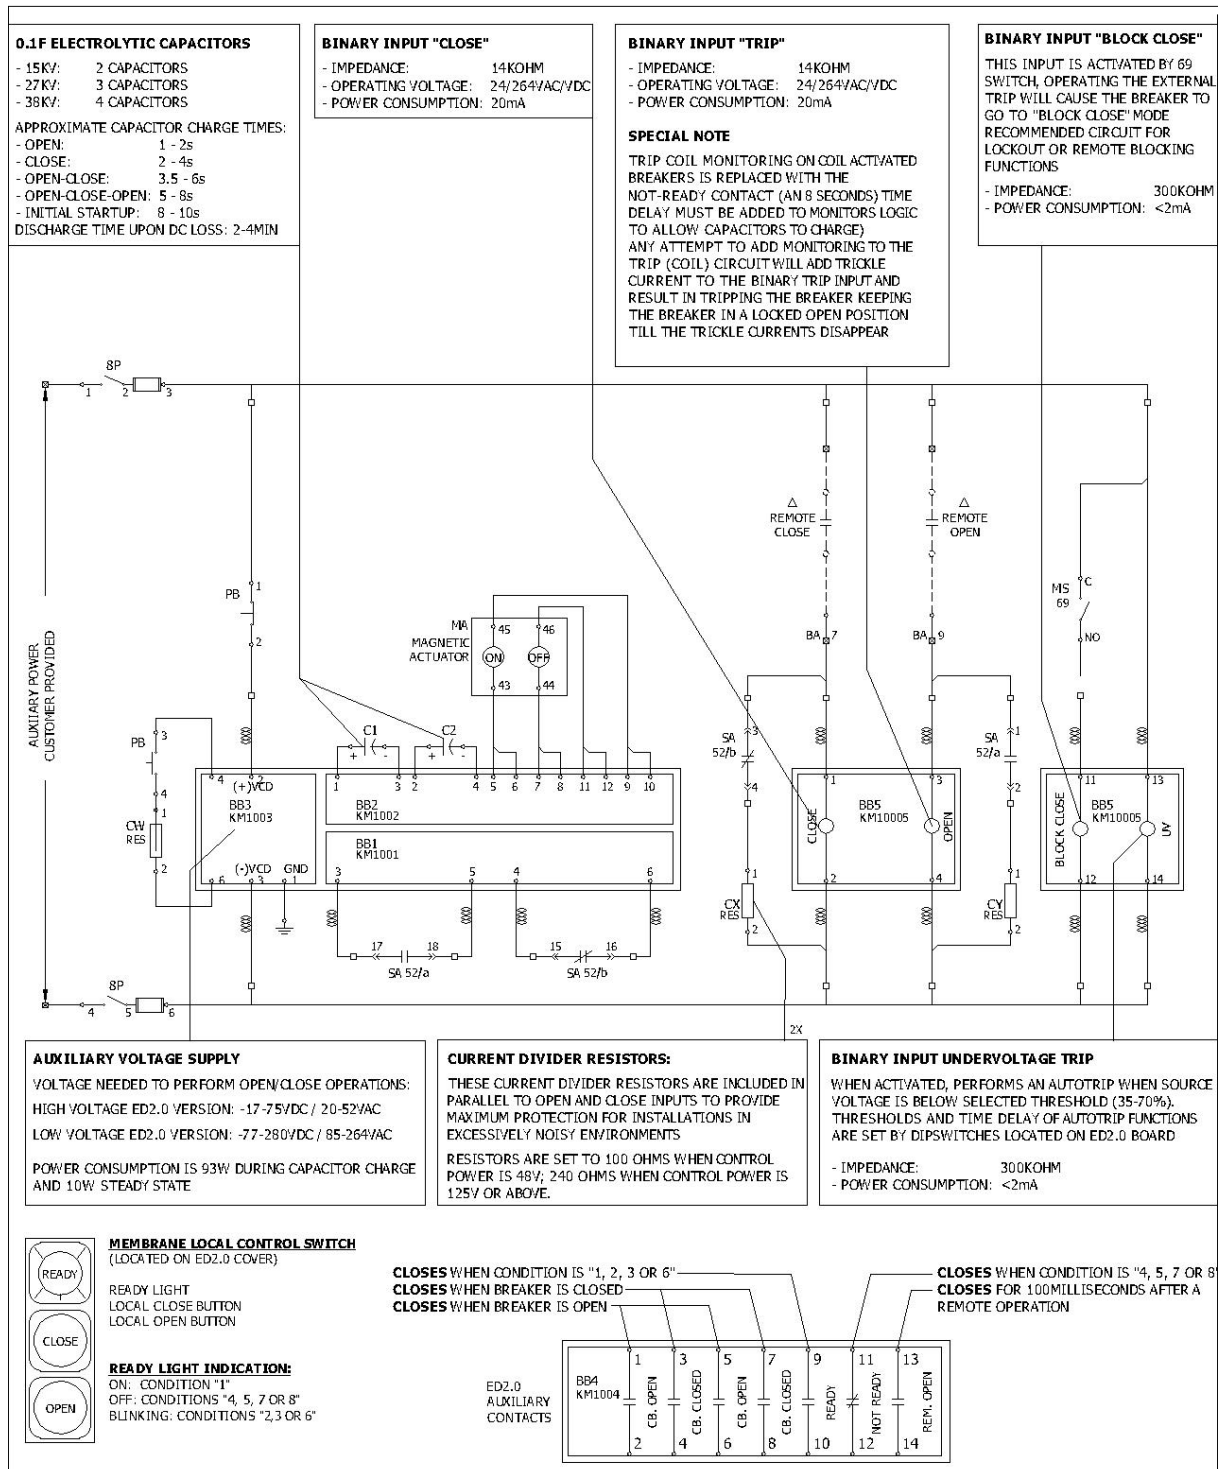 0.1F ELECTROLYTIC CAPACITORS
- 15KV: 2 CAPACITORS
- 27KV: 3 CAPACITORS
- 38KV: 4 CAPACITORS
APPROXIMATE CAPACITOR CHARGE TIMES:
- OPEN: 1 - 2s
- CLOSE: 2 - 4s
- OPEN-CLOSE: 3.5 - 6s
- OPEN-CLOSE-OPEN: 5 - 8s
- INITIAL STARTUP: 8 - 10s
DISCHARGE TIME UPON DC LOSS: 2-4MIN
BINARY INPUT "CLOSE"
- IMPEDANCE: 14KOHM
- OPERATING VOLTAGE: 24/264VAC/VDC
- POWER CONSUMPTION: 20mA
BINARY INPUT "TRIP"
- IMPEDANCE: 14KOHM
- OPERATING VOLTAGE: 24/264VAC/VDC
- POWER CONSUMPTION: 20mA
SPECIAL NOTE
TRIP COIL MONITORING ON COIL ACTIVATED
BREAKERS IS REPLACED WITH THE
NOT-READY CONTACT (AN 8 SECONDS) TIME
DELAY MUST BE ADDED TO MONITORS LOGIC
TO ALLOW CAPACITORS TO CHARGE)
ANY ATTEMPT TO ADD MONITORING TO THE
TRIP (COIL) CIRCUIT WILL ADD TRICKLE
CURRENT TO THE BINARY TRIP INPUT AND
RESULT IN TRIPPING THE BREAKER KEEPING
THE BREAKER IN A LOCKED OPEN POSITION
TILL THE TRICKLE CURRENTS DISAPPEAR
BINARY INPUT "BLOCK CLOSE"
THIS INPUT IS ACTIVATED BY 69
SWITCH, OPERATING THE EXTERNAL
TRIP WILL CAUSE THE BREAKER TO
GO TO "BLOCK CLOSE" MODE
RECOMMENDED CIRCUIT FOR
LOCKOUT OR REMOTE BLOCKING
FUNCTIONS
- IMPEDANCE: 300KOHM
- POWER CONSUMPTION: <2mA
8P
1 2 3
REMOTE
CLOSE
REMOTE
OPEN
PB
1
2
MS
69
C
NO
BA 7
BA 9
MA
MAGNETIC
ACTUATOR
45 46
ON OFF
43 44
AUXILIARY POWER
CUSTOMER PROVIDED
PB
3
4
C1
+ -
C2
+ -
SA
52/b
3
4
SA
52/a
1
2
4 (+)VCD 2
BB3
KM1003
(-)VCD GND
6 3 1
1 3 2 4 5 6 7 8 11 12 9 10
BB2
KM1002
BB1
KM1001
3 5 4 6
CW
RES
1
2
1 3
CLOSE
BB5
KM10005
OPEN
2 4
11 13
BLOCK CLOSE
BB5
KM10005
UV
12 14
CX
RES
1
2
CY
RES
1
2
17 18
SA 52/a
15 16
SA 52/b
8P
4 5 6
2X
AUXILIARY VOLTAGE SUPPLY
VOLTAGE NEEDED TO PERFORM OPEN/CLOSE OPERATIONS:
HIGH VOLTAGE ED2.0 VERSION: -17-75VDC / 20-52VAC
LOW VOLTAGE ED2.0 VERSION: -77-280VDC / 85-264VAC
POWER CONSUMPTION IS 93W DURING CAPACITOR CHARGE
AND 10W STEADY STATE
CURRENT DIVIDER RESISTORS:
THESE CURRENT DIVIDER RESISTORS ARE INCLUDED IN
PARALLEL TO OPEN AND CLOSE INPUTS TO PROVIDE
MAXIMUM PROTECTION FOR INSTALLATIONS IN
EXCESSIVELY NOISY ENVIRONMENTS
RESISTORS ARE SET TO 100 OHMS WHEN CONTROL
POWER IS 48V; 240 OHMS WHEN CONTROL POWER IS
125V OR ABOVE.
BINARY INPUT UNDERVOLTAGE TRIP
WHEN ACTIVATED, PERFORMS AN AUTOTRIP WHEN SOURCE
VOLTAGE IS BELOW SELECTED THRESHOLD (35-70%).
THRESHOLDS AND TIME DELAY OF AUTOTRIP FUNCTIONS
ARE SET BY DIPSWITCHES LOCATED ON ED2.0 BOARD
- IMPEDANCE: 300KOHM
- POWER CONSUMPTION: <2mA
READY
CLOSE
OPEN
MEMBRANE LOCAL CONTROL SWITCH
(LOCATED ON ED2.0 COVER)
READY LIGHT
LOCAL CLOSE BUTTON
LOCAL OPEN BUTTON
READY LIGHT INDICATION:
ON: CONDITION "1"
OFF: CONDITIONS "4, 5, 7 OR 8"
BLINKING: CONDITIONS "2,3 OR 6"
CLOSES WHEN CONDITION IS "1, 2, 3 OR 6"
CLOSES WHEN BREAKER IS CLOSED
CLOSES WHEN BREAKER IS OPEN
CLOSES WHEN CONDITION IS "4, 5, 7 OR 8"
CLOSES FOR 100MILLISECONDS AFTER A
REMOTE OPERATION
ED2.0
AUXILIARY
CONTACTS
BB4
KM1004
1 3 5 7 9 11 13
CB. OPEN
CB. CLOSED
CB. OPEN
CB. CLOSED
READY
NOT READY
REM. OPEN
2 4 6 8 10 12 14